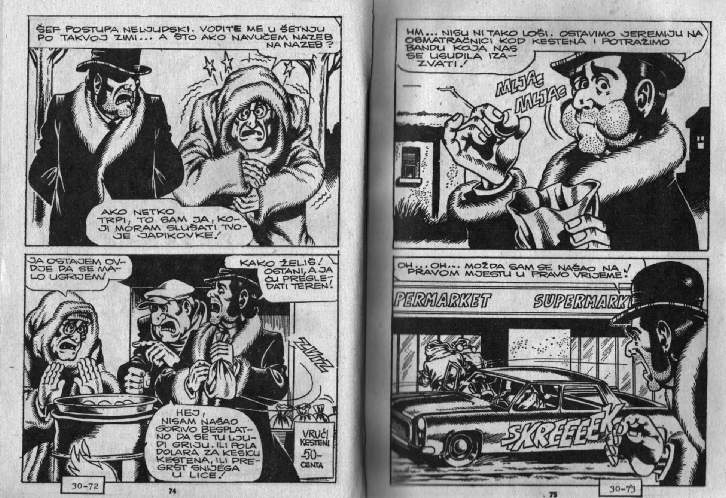 ŠEF POSTUPA NELJUDSKI. VODITE ME U ŠETNJU
PO TAKVOJ ZIMI... A ŠTO AKO NAVUČEM NAZEB
NA NAZEB?
AKO NETKO
TRPI, TO SAM JA, KO-
JI MORAM SLUŠATI TVO-
JE JADIKOVKE!
JA OSTAJEM OV-
DJE DA SE MA-
LO UGRIJEM!
KAKO ŽELIŠ!
OSTANI, A JA
ĆU PREGLE-
DATI TEREN!
HEJ,
NISAM NAŠAO
GORIVO BESPLAT-
NO DA SE TU LJU-
DI GRIJU. ILI POLA
DOLARA ZA KESICU
KESTENA, ILI PRE-
GRŠT SNIJEGA
U LICE!
VRUĆI
KESTENI
50-
CENTA
30-72
74
HM... NISU NI TAKO LOŠI. OSTAVIMO JEREMIJU NA
OSMATRAČNICI KOD KESTENA I POTRAŽIMO
BANDU KOJA NAS
SE USUDILA IZA-
ZVATI!
MLJAC
MLJAC
OH... OH... MOŽDA SAM SE NAŠAO NA
PRAVOM MJESTU U PRAVO VRIJEME!
PERMARKET SUPERMARK
SKREEEEK
75
30-73